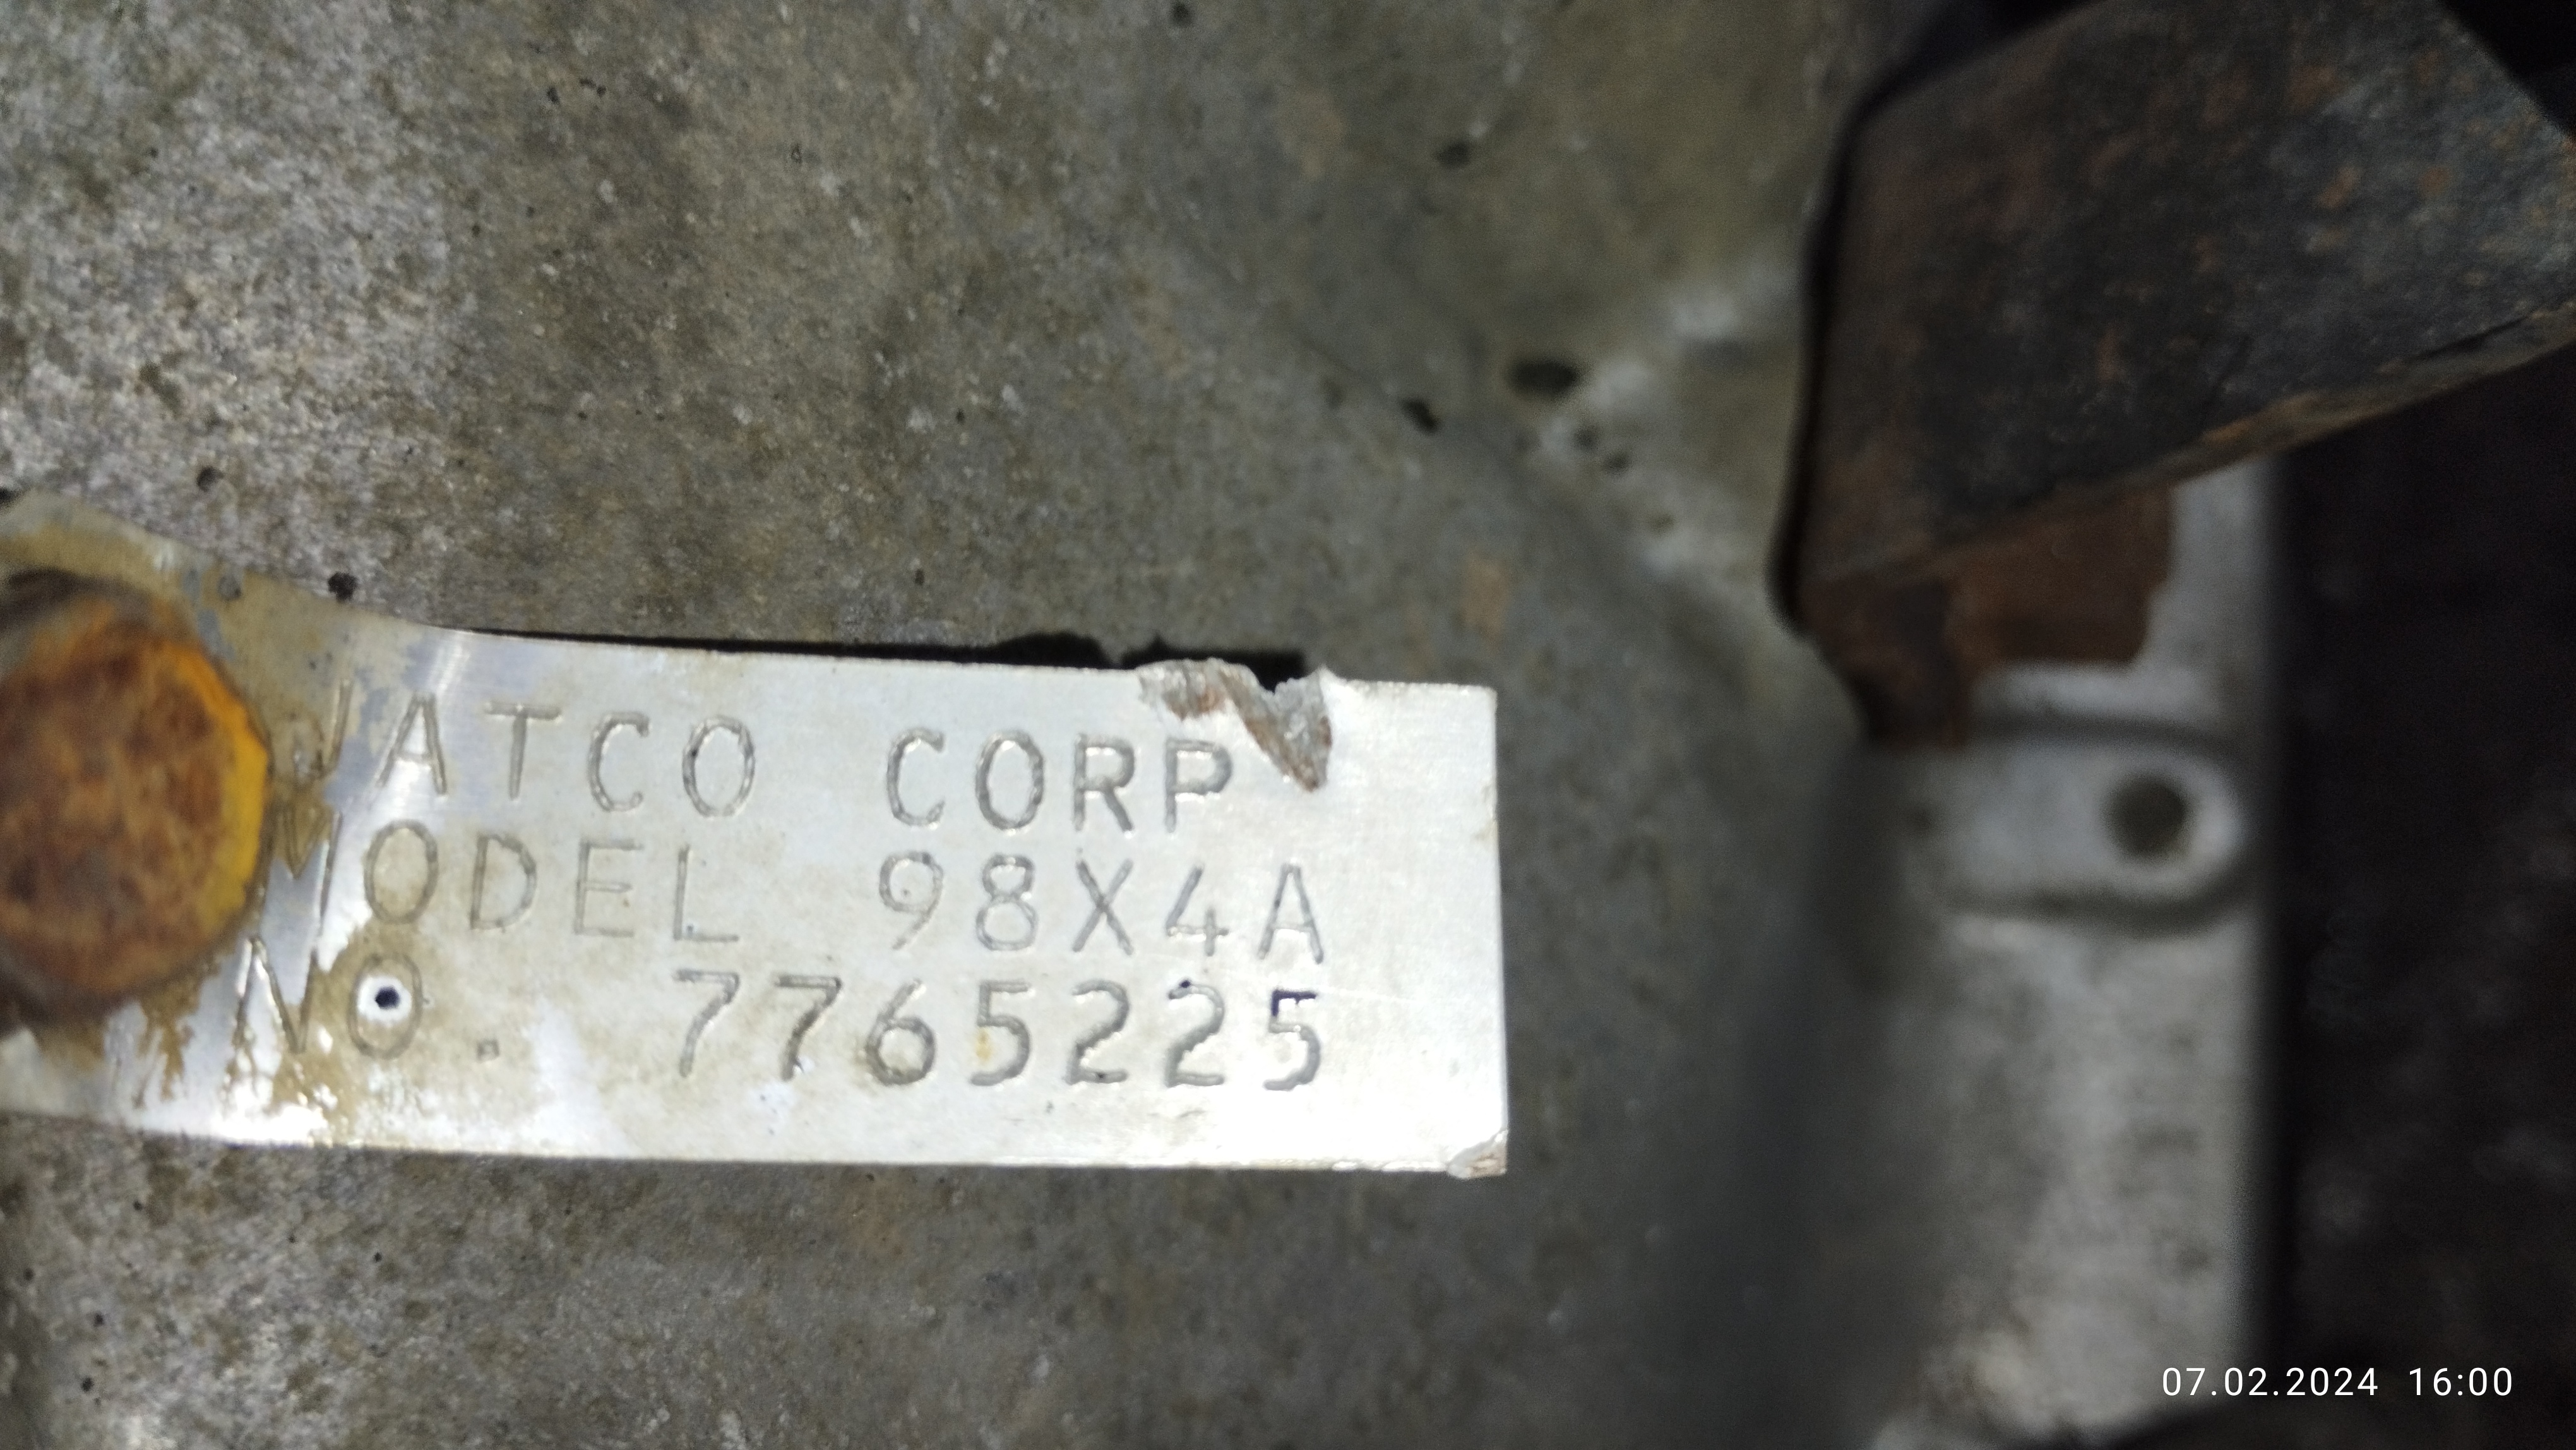 JATCO CORP
MODEL 98X4A
NO. 7765225
07.02.2024 16:00